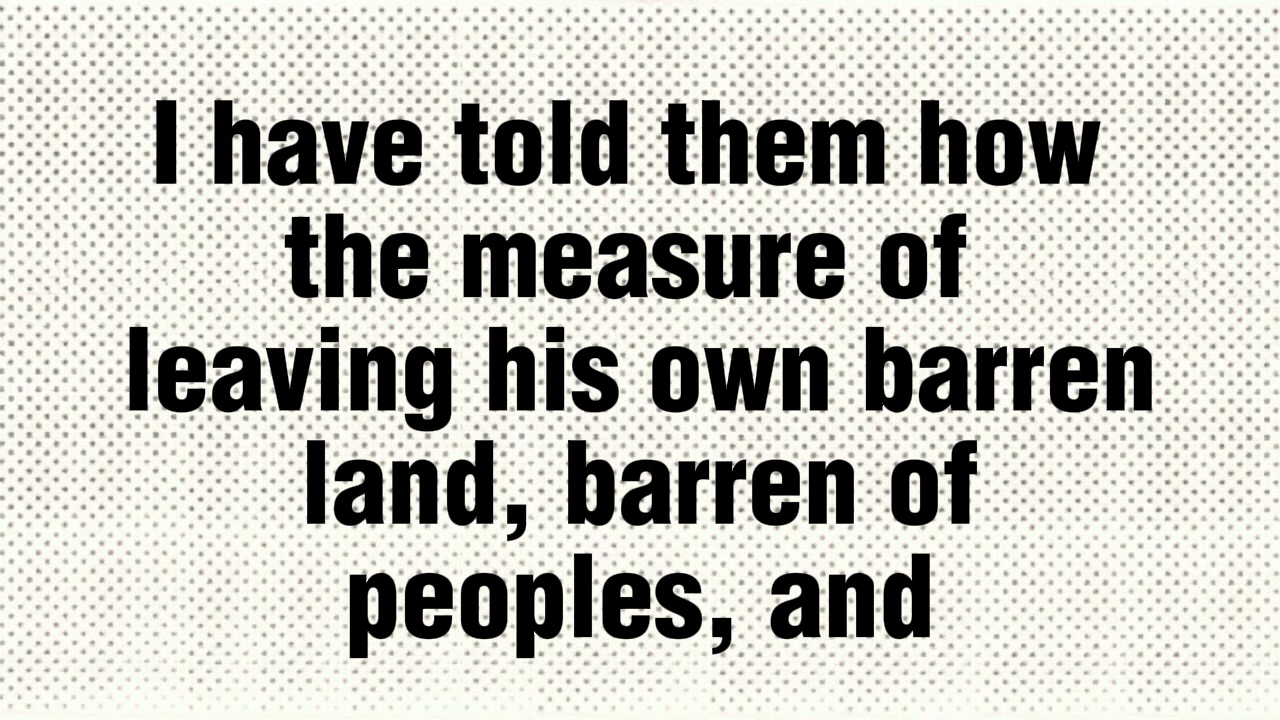 I have told them how
the measure of
leaving his own barren
land, barren of
peoples, and